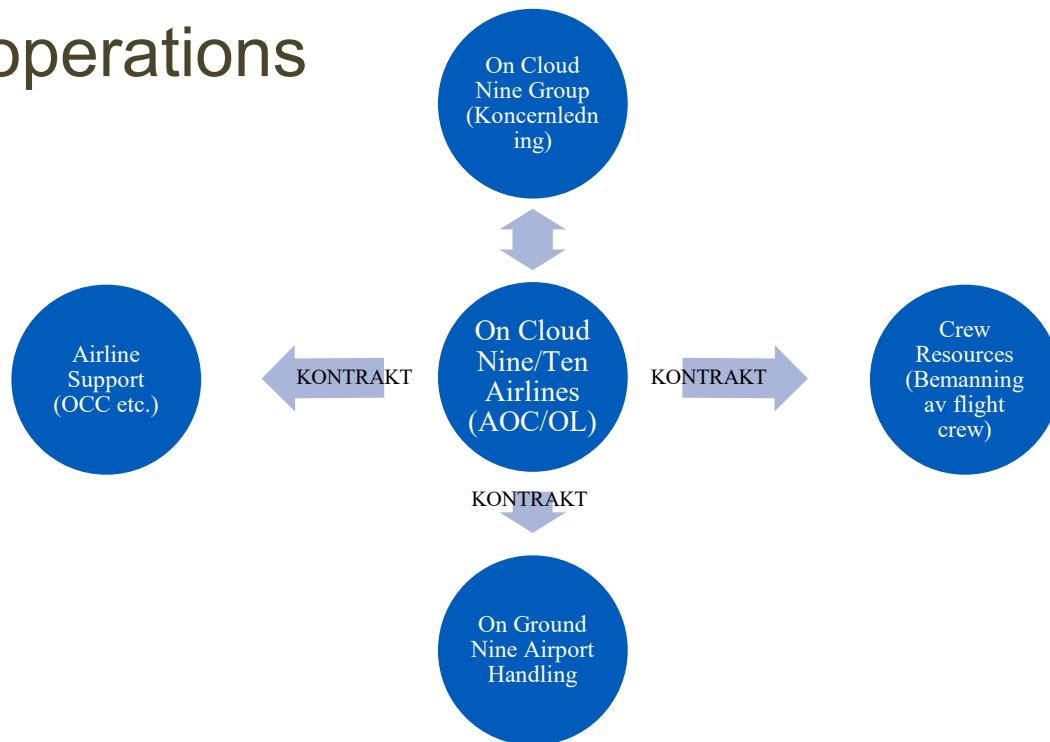 operations
On Cloud
Nine Group
(Koncernledn
ing)
Airline
Support
(OCC etc.)
KONTRAKT
On Cloud
Nine/Ten
Airlines
(AOC/OL)
KONTRAKT
Crew
Resources
(Bemanning
av flight
crew)
KONTRAKT
On Ground
Nine Airport
Handling